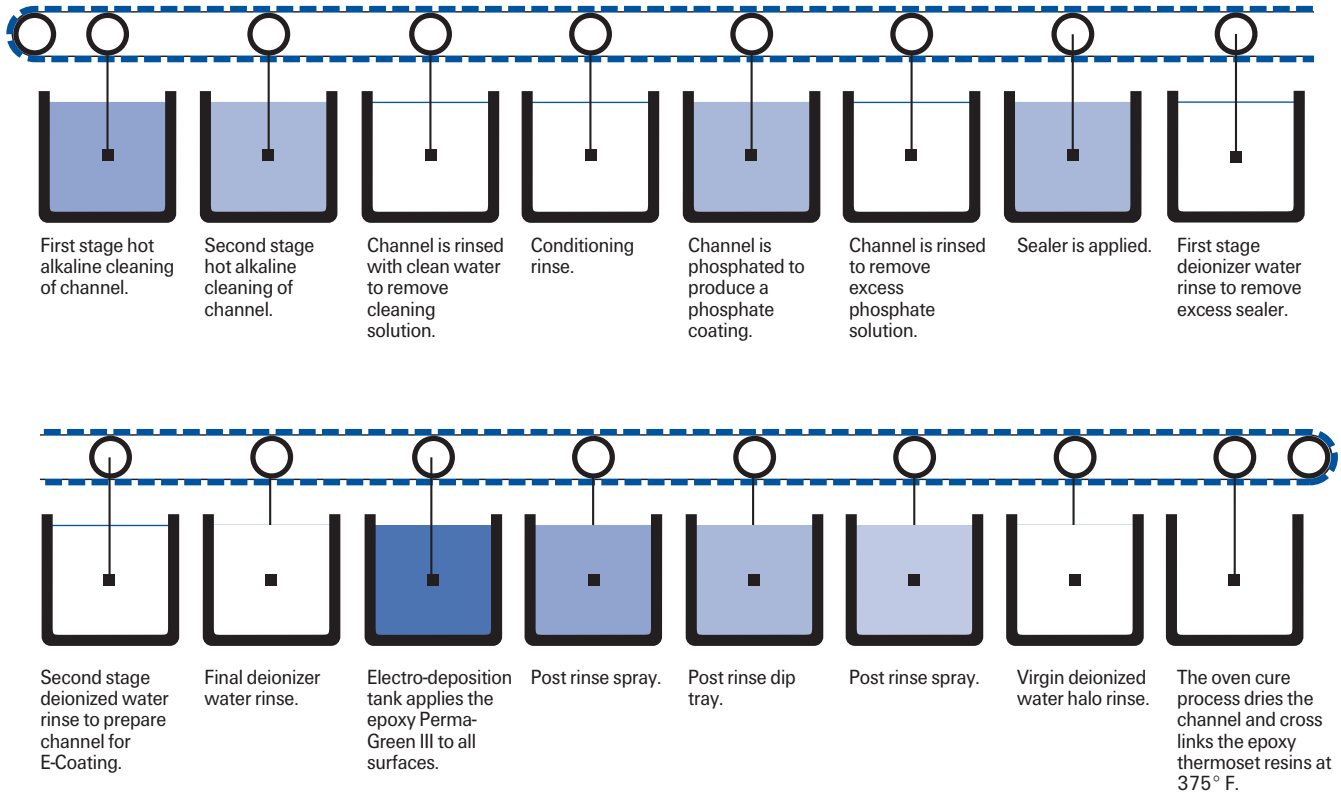 First stage hot
alkaline cleaning
of channel.
Second stage
hot alkaline
cleaning of
channel.
Channel is rinsed
with clean water
to remove
cleaning
solution.
Conditioning
rinse.
Channel is
phosphated to
produce a
phosphate
coating.
Channel is rinsed
to remove
excess
phosphate
solution.
Sealer is applied.
First stage
deionizer water
rinse to remove
excess sealer.
Second stage
deionized water
rinse to prepare
channel for
E-Coating.
Final deionizer
water rinse.
Electro-deposition
tank applies the
epoxy Perma-
Green III to all
surfaces.
Post rinse spray.
Post rinse dip
tray.
Post rinse spray.
Virgin deionized
water halo rinse.
The oven cure
process dries the
channel and cross
links the epoxy
thermoset resins at
375° F.